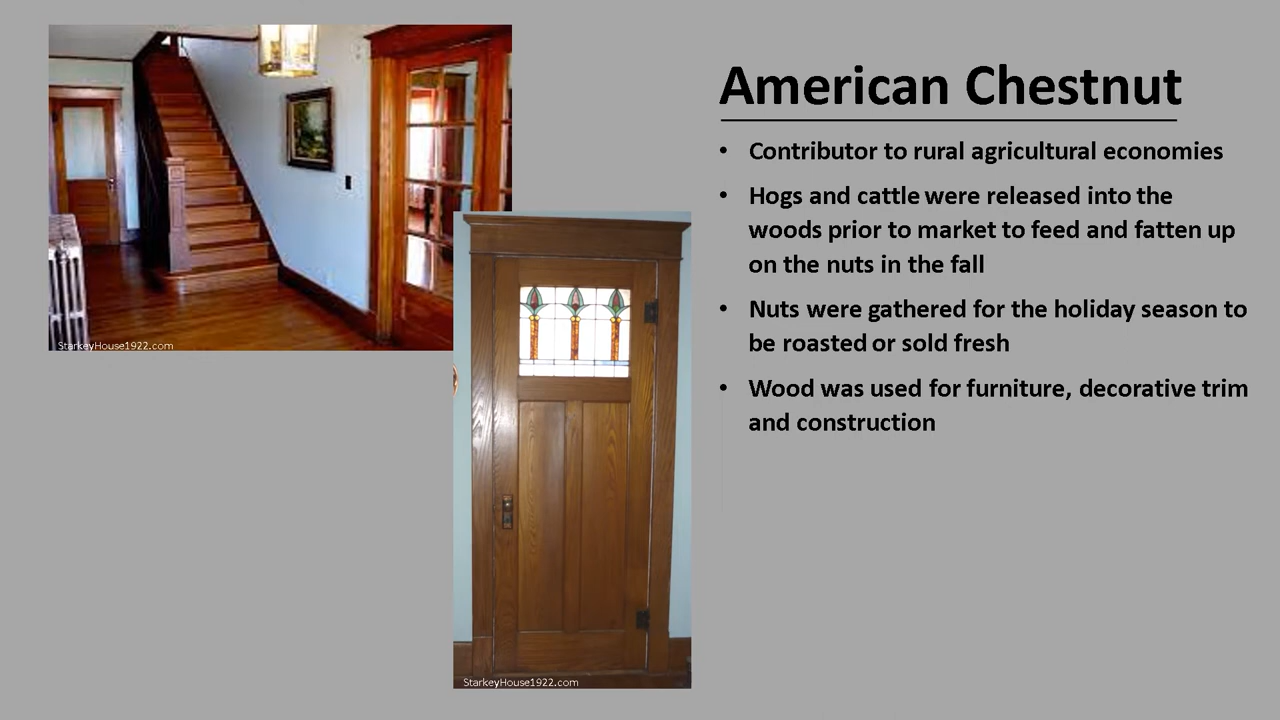 American Chestnut
• Contributor to rural agricultural economies
• Hogs and cattle were released into the
woods prior to market to feed and fatten up
on the nuts in the fall
• Nuts were gathered for the holiday season to
be roasted or sold fresh
• Wood was used for furniture, decorative trim
and construction
StarkeyHouse1922.com
StarkeyHouse1922.com